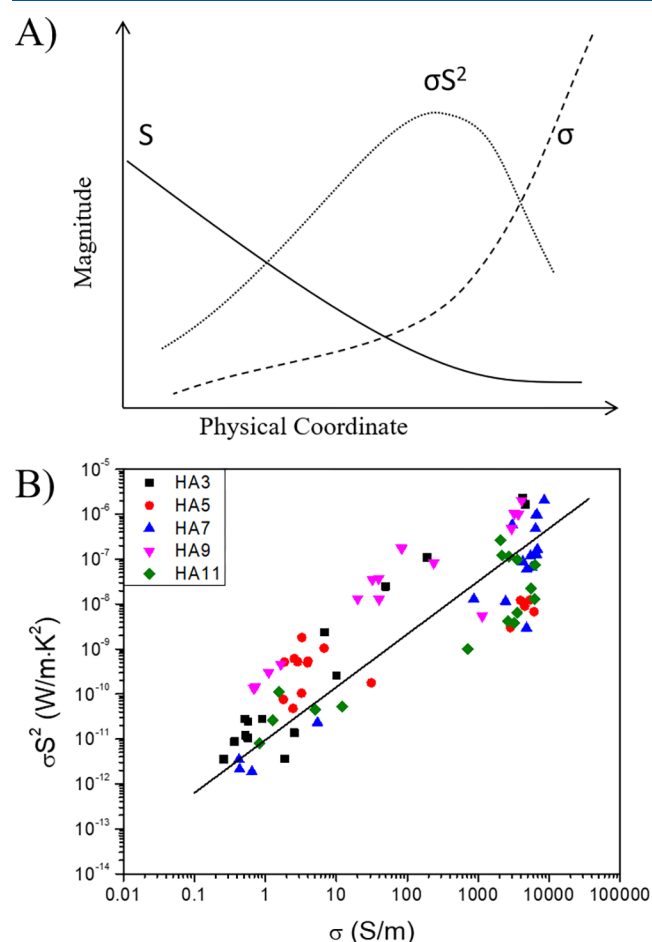 A)
S
σS²
σ
Magnitude
Physical Coordinate
B)
HA3
HA5
HA7
HA9
HA11
10⁻⁵
10⁻⁶
10⁻⁷
10⁻⁸
10⁻⁹
10⁻¹⁰
10⁻¹¹
10⁻¹²
10⁻¹³
10⁻¹⁴
σS² (W/m·K²)
0.01 0.1 1 10 100 1000 10000 100000
σ (S/m)